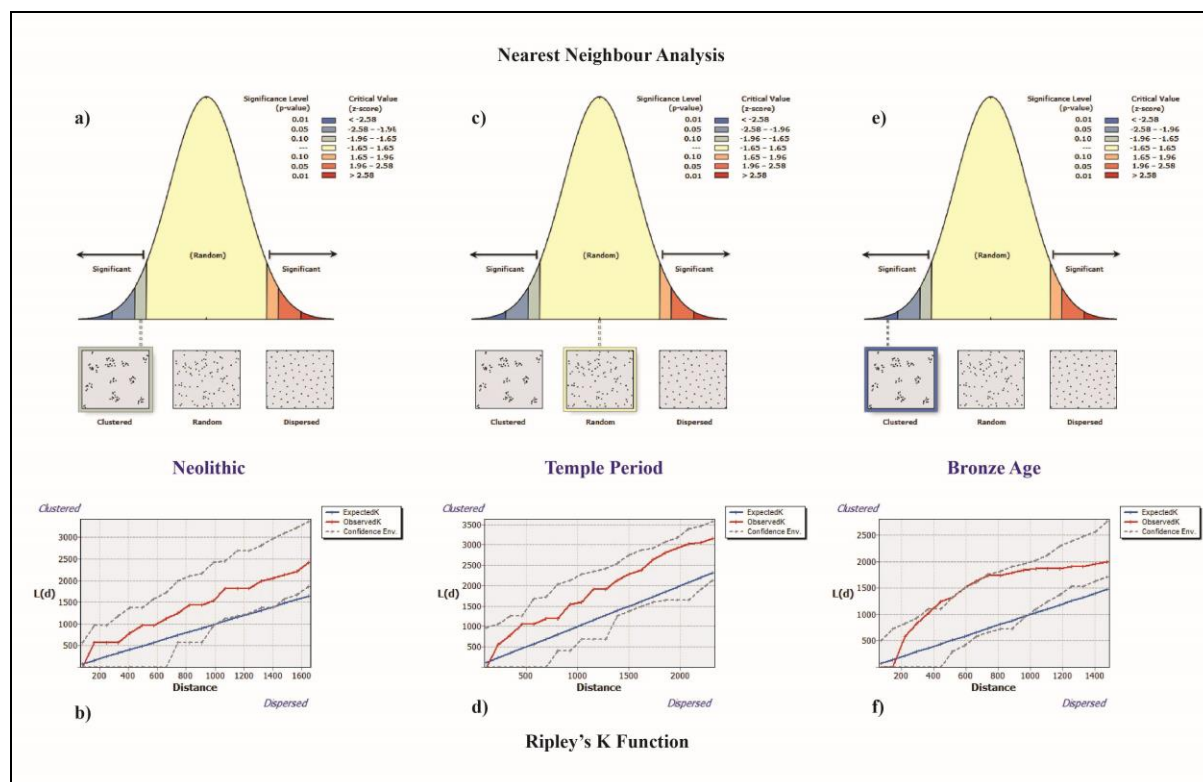 Nearest Neighbour Analysis
a)
Significance Level
(p-value)
Critical Value
(z-score)
0.01 < -2.58
0.05 -2.58 – -1.96
0.10 -1.96 – -1.65
--- -1.65 – 1.65
0.10 1.65 – 1.96
0.05 1.96 – 2.58
0.01 > 2.58
Significant
(Random)
Significant
Clustered
Random
Dispersed
c)
Significance Level
(p-value)
Critical Value
(z-score)
0.01 < -2.58
0.05 -2.58 – -1.96
0.10 -1.96 – -1.65
--- -1.65 – 1.65
0.10 1.65 – 1.96
0.05 1.96 – 2.58
0.01 > 2.58
Significant
(Random)
Significant
Clustered
Random
Dispersed
e)
Significance Level
(p-value)
Critical Value
(z-score)
0.01 < -2.58
0.05 -2.58 – -1.96
0.10 -1.96 – -1.65
--- -1.65 – 1.65
0.10 1.65 – 1.96
0.05 1.96 – 2.58
0.01 > 2.58
Significant
(Random)
Significant
Clustered
Random
Dispersed
Neolithic
Temple Period
Bronze Age
Clustered
ExpectedK
ObservedK
Confidence Env.
3000
2500
2000
1500
1000
500
L(d)
200 400 600 800 1000 1200 1400 1600
Distance
Dispersed
b)
Clustered
ExpectedK
ObservedK
Confidence Env.
3500
3000
2500
2000
1500
1000
500
L(d)
500 1000 1500 2000
Distance
Dispersed
d)
Clustered
ExpectedK
ObservedK
Confidence Env.
2500
2000
1500
1000
500
L(d)
200 400 600 800 1000 1200 1400
Distance
Dispersed
f)
Ripley's K Function